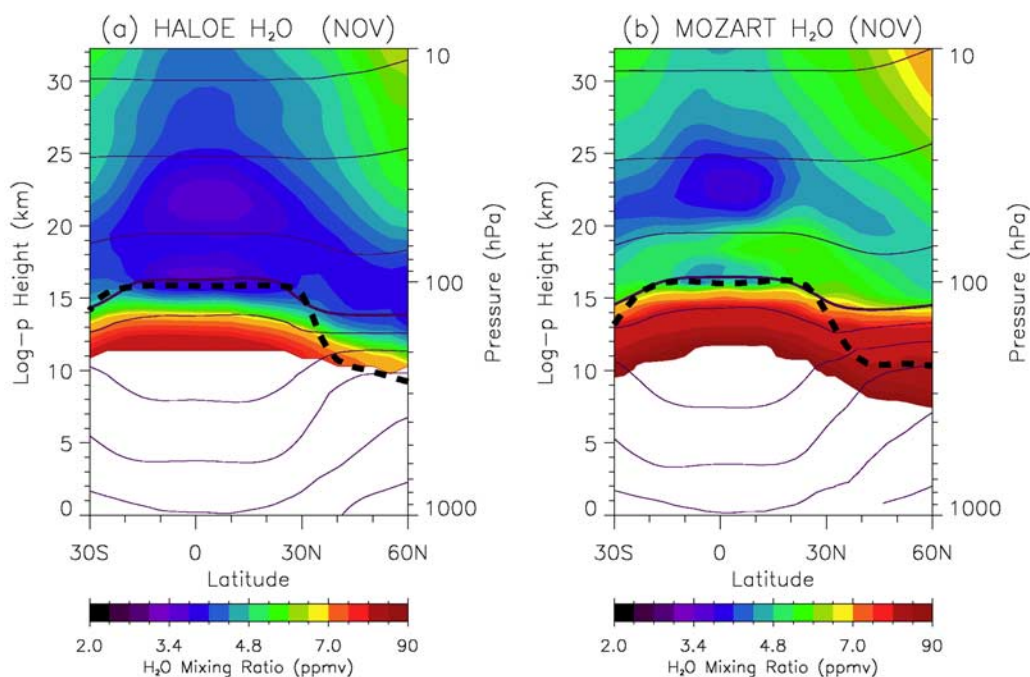 (a) HALOE H₂O (NOV)
30
25
20
15
10
5
0
Log-p Height (km)
10
100
1000
Pressure (hPa)
30S 0 30N 60N
Latitude
2.0 3.4 4.8 7.0 90
H₂O Mixing Ratio (ppmv)
(b) MOZART H₂O (NOV)
30
25
20
15
10
5
0
Log-p Height (km)
10
100
1000
Pressure (hPa)
30S 0 30N 60N
Latitude
2.0 3.4 4.8 7.0 90
H₂O Mixing Ratio (ppmv)